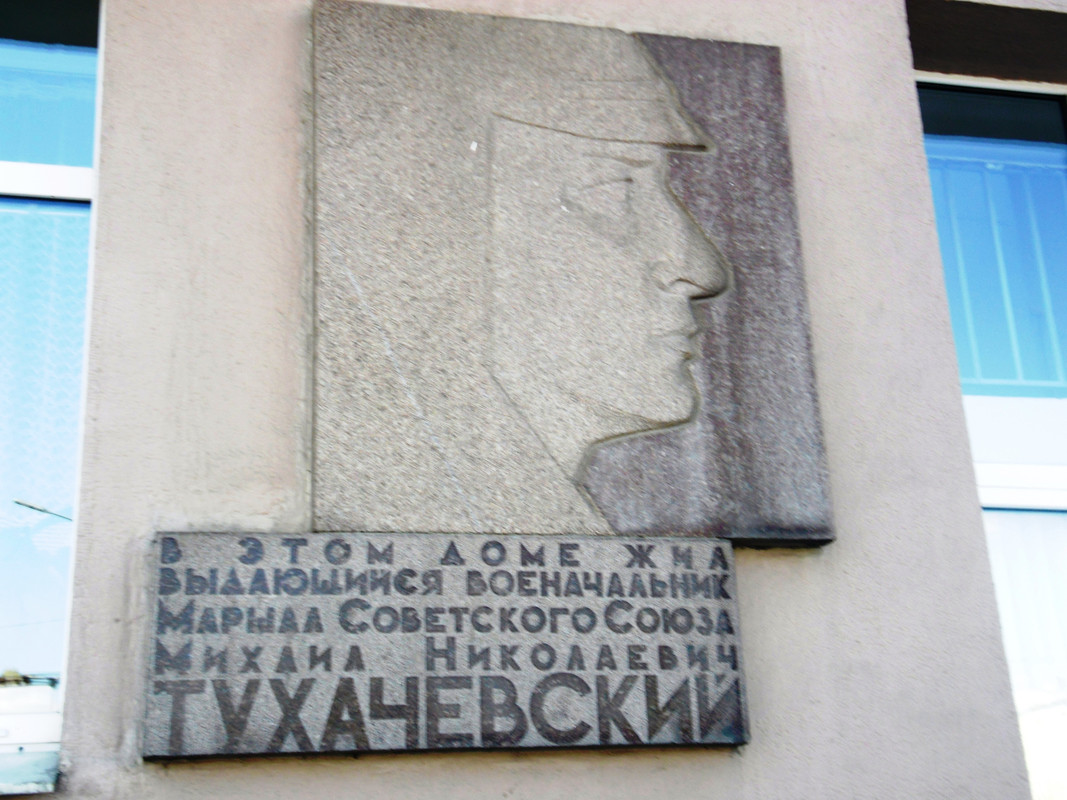 В ЭТОМ ДОМЕ ЖИЛ
ВЫДАЮЩИЙСЯ ВОЕНАЧАЛЬНИК
МАРШАЛ СОВЕТСКОГО СОЮЗА
МИХАИЛ НИКОЛАЕВИЧ
ТУХАЧЕВСКИЙ